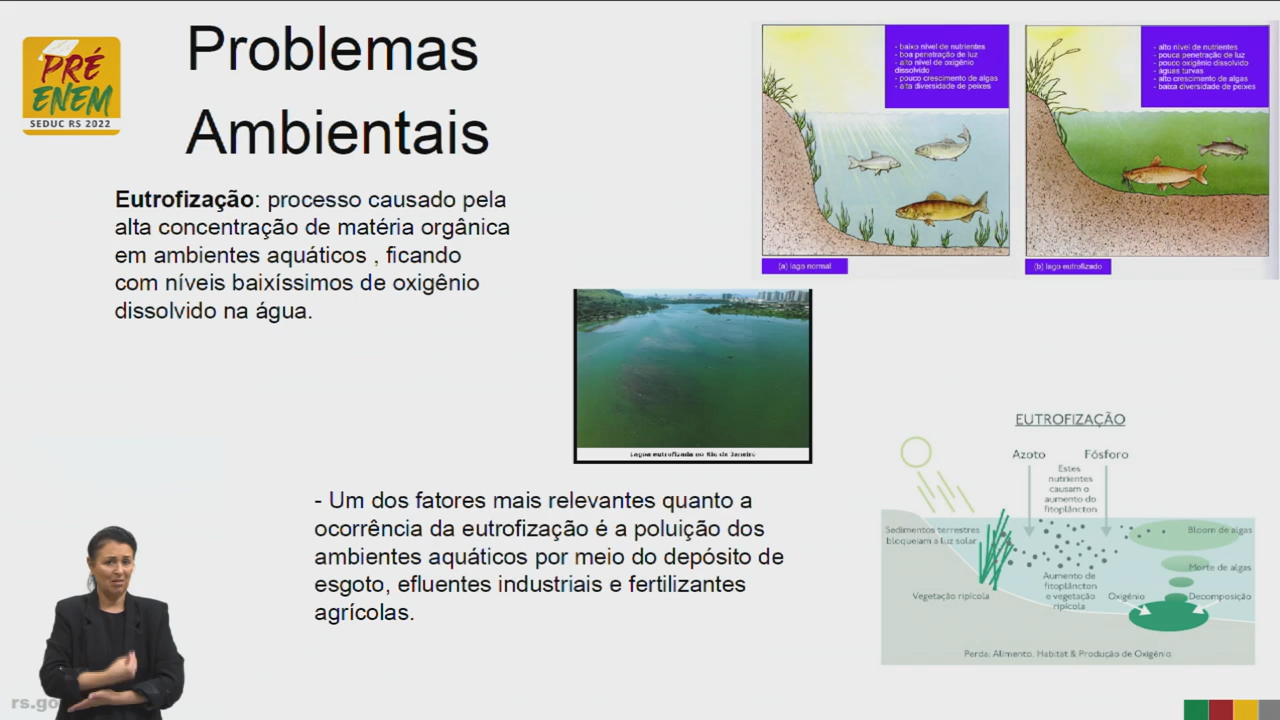 PRÉ
ENEM
SEDUC RS 2022
Problemas
Ambientais
Eutrofização: processo causado pela
alta concentração de matéria orgânica
em ambientes aquáticos , ficando
com níveis baixíssimos de oxigênio
dissolvido na água.
- baixo nível de nutrientes
- boa penetração de luz
- alto nível de oxigênio
dissolvido
- pouco crescimento de algas
- alta diversidade de peixes
(a) lago normal
- alto nível de nutrientes
- pouca penetração de luz
- pouco oxigênio dissolvido
- águas turvas
- alto crescimento de algas
- baixa diversidade de peixes
(b) lago eutrofizado
Lagoa eutrofizada no Rio de Janeiro
- Um dos fatores mais relevantes quanto a
ocorrência da eutrofização é a poluição dos
ambientes aquáticos por meio do depósito de
esgoto, efluentes industriais e fertilizantes
agrícolas.
EUTROFIZAÇÃO
Azoto
Fósforo
Estes
nutrientes
causam o
aumento do
fitoplâncton
Sedimentos terrestres
bloqueiam a luz solar
Bloom de algas
Morte de algas
Aumento de
fitoplâncton
e vegetação
ripícola
Vegetação ripícola
Oxigênio
Decomposição
Perda: Alimento, Habitat & Produção de Oxigênio
rs.go